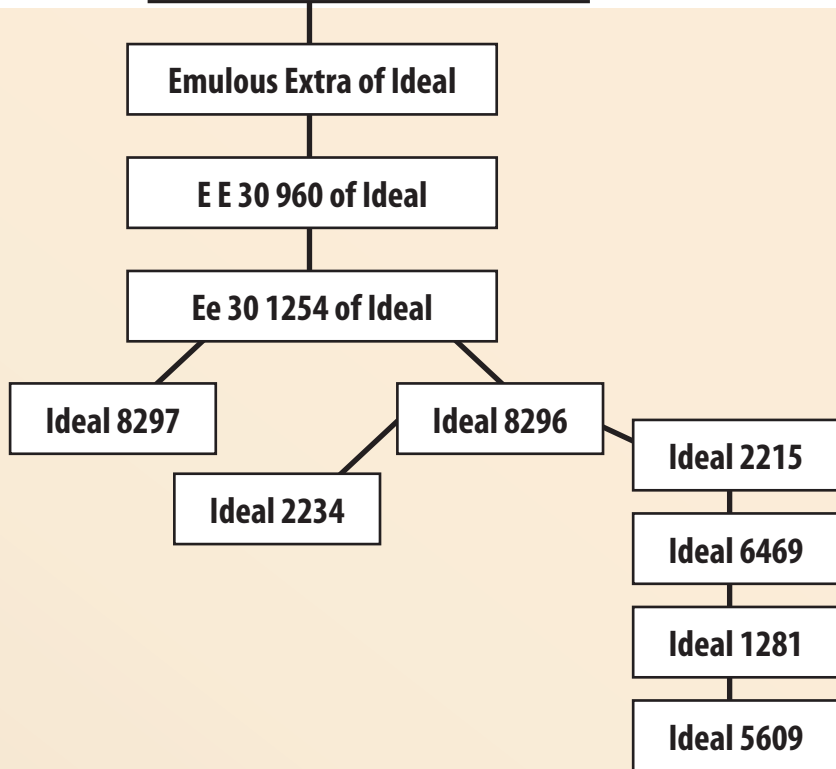 Emulous Extra of Ideal
E E 30 960 of Ideal
Ee 30 1254 of Ideal
Ideal 8297
Ideal 8296
Ideal 2215
Ideal 2234
Ideal 6469
Ideal 1281
Ideal 5609